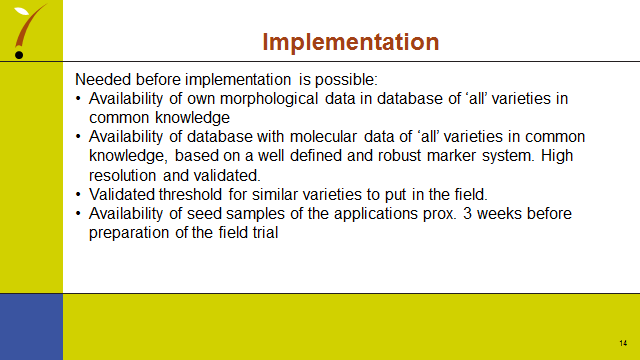 Implementation
Needed before implementation is possible:
• Availability of own morphological data in database of ‘all’ varieties in
common knowledge
• Availability of database with molecular data of ‘all’ varieties in common
knowledge, based on a well defined and robust marker system. High
resolution and validated.
• Validated threshold for similar varieties to put in the field.
• Availability of seed samples of the applications prox. 3 weeks before
preparation of the field trial
14